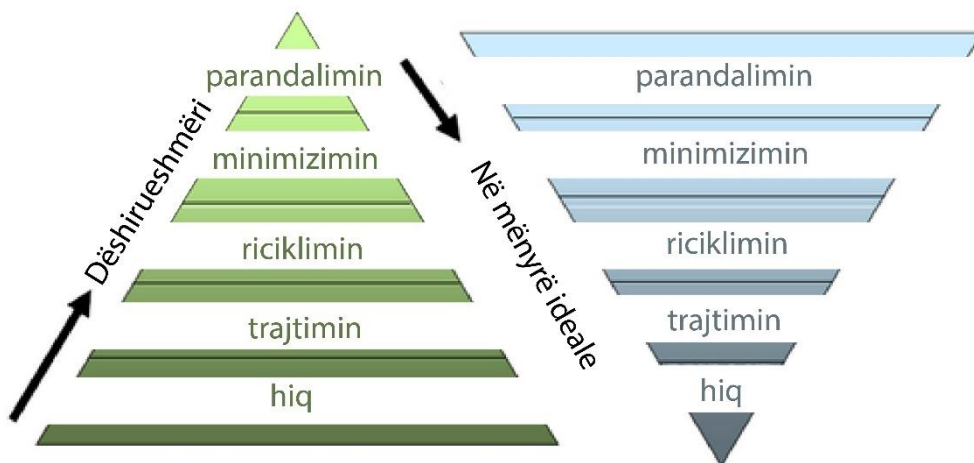 parandalimin
minimizimin
riciklimin
trajtimin
hiq
Dëshirueshmëri
Në mënyrë ideale
parandalimin
minimizimin
riciklimin
trajtimin
hiq